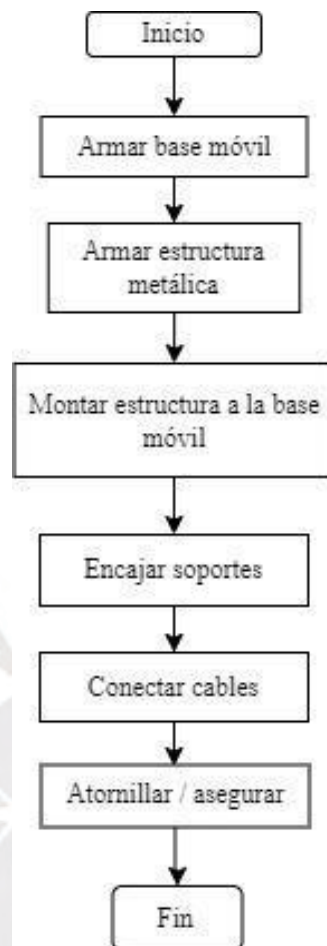 Inicio
Armar base móvil
Armar estructura
metálica
Montar estructura a la base
móvil
Encajar soportes
Conectar cables
Atornillar / asegurar
Fin